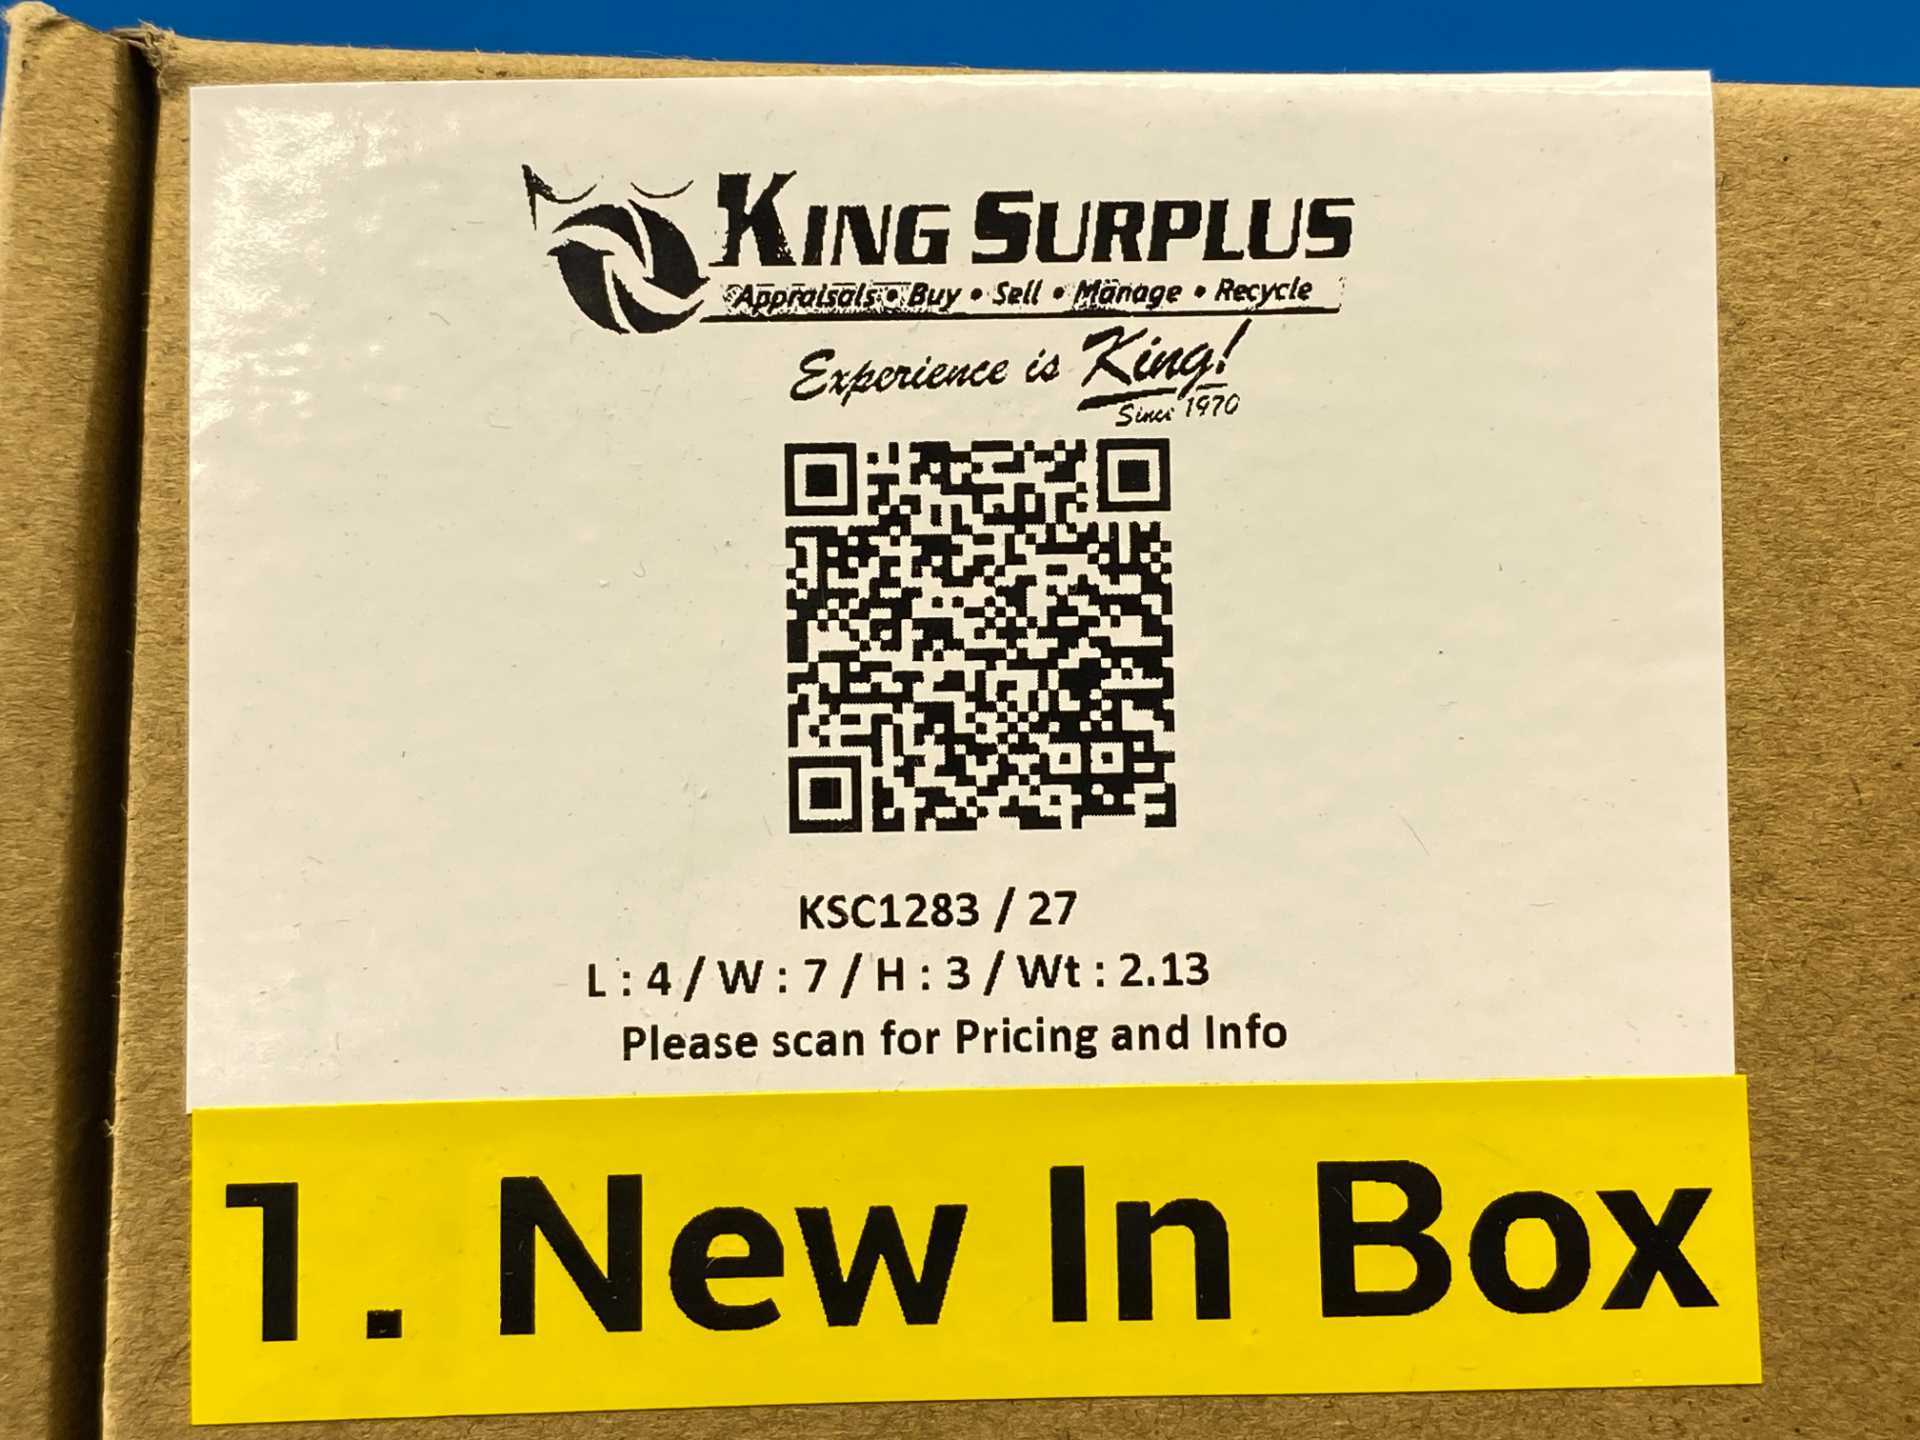 KING SURPLUS
Appraisals • Buy • Sell • Manage • Recycle
Experience is King!
Since 1970
KSC1283 / 27
L : 4 / W : 7 / H : 3 / Wt : 2.13
Please scan for Pricing and Info
1. New In Box